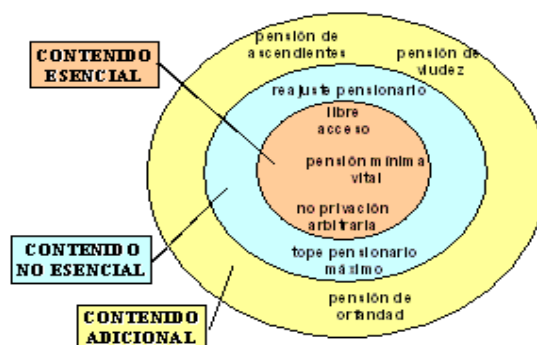 pensión de
ascendientes
pensión de
viudez
CONTENIDO
ESENCIAL
reajuste pensionario
libre
acceso
pensión mínima
vital
no privación
arbitraria
CONTENIDO
NO ESENCIAL
tope pensionario
máximo
pensión de
orfandad
CONTENIDO
ADICIONAL